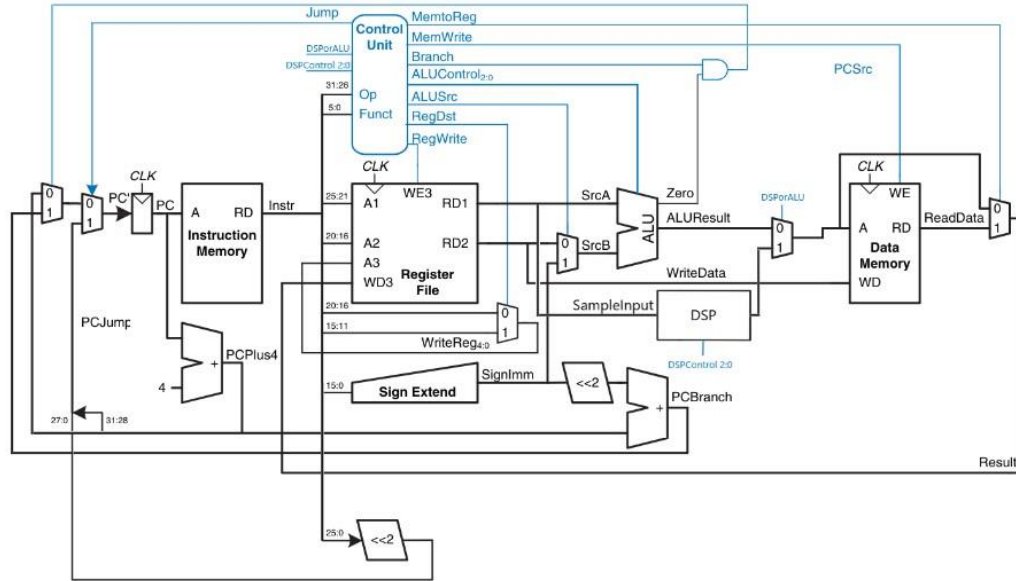 Jump
Control
Unit
MemtoReg
MemWrite
Branch
ALUControl2:0
ALUSrc
RegDst
RegWrite
DSPorALU
DSPControl 2:0
31:26
Op
5:0
Funct
PCSrc
0
1
0
1
PC'
CLK
PC
A
RD
Instruction
Memory
Instr
25:21
20:16
CLK
WE3
A1
RD1
A2
RD2
A3
WD3
Register
File
20:16
15:11
0
1
WriteReg4:0
0
1
SrcA
SrcB
ALU
Zero
ALUResult
DSPorALU
0
1
WriteData
SampleInput
DSP
DSPControl 2:0
CLK
WE
A
RD
Data
Memory
WD
ReadData
0
1
PCJump
4
+
PCPlus4
15:0
Sign Extend
SignImm
<<2
+
PCBranch
27:0
31:28
Result
25:0
<<2